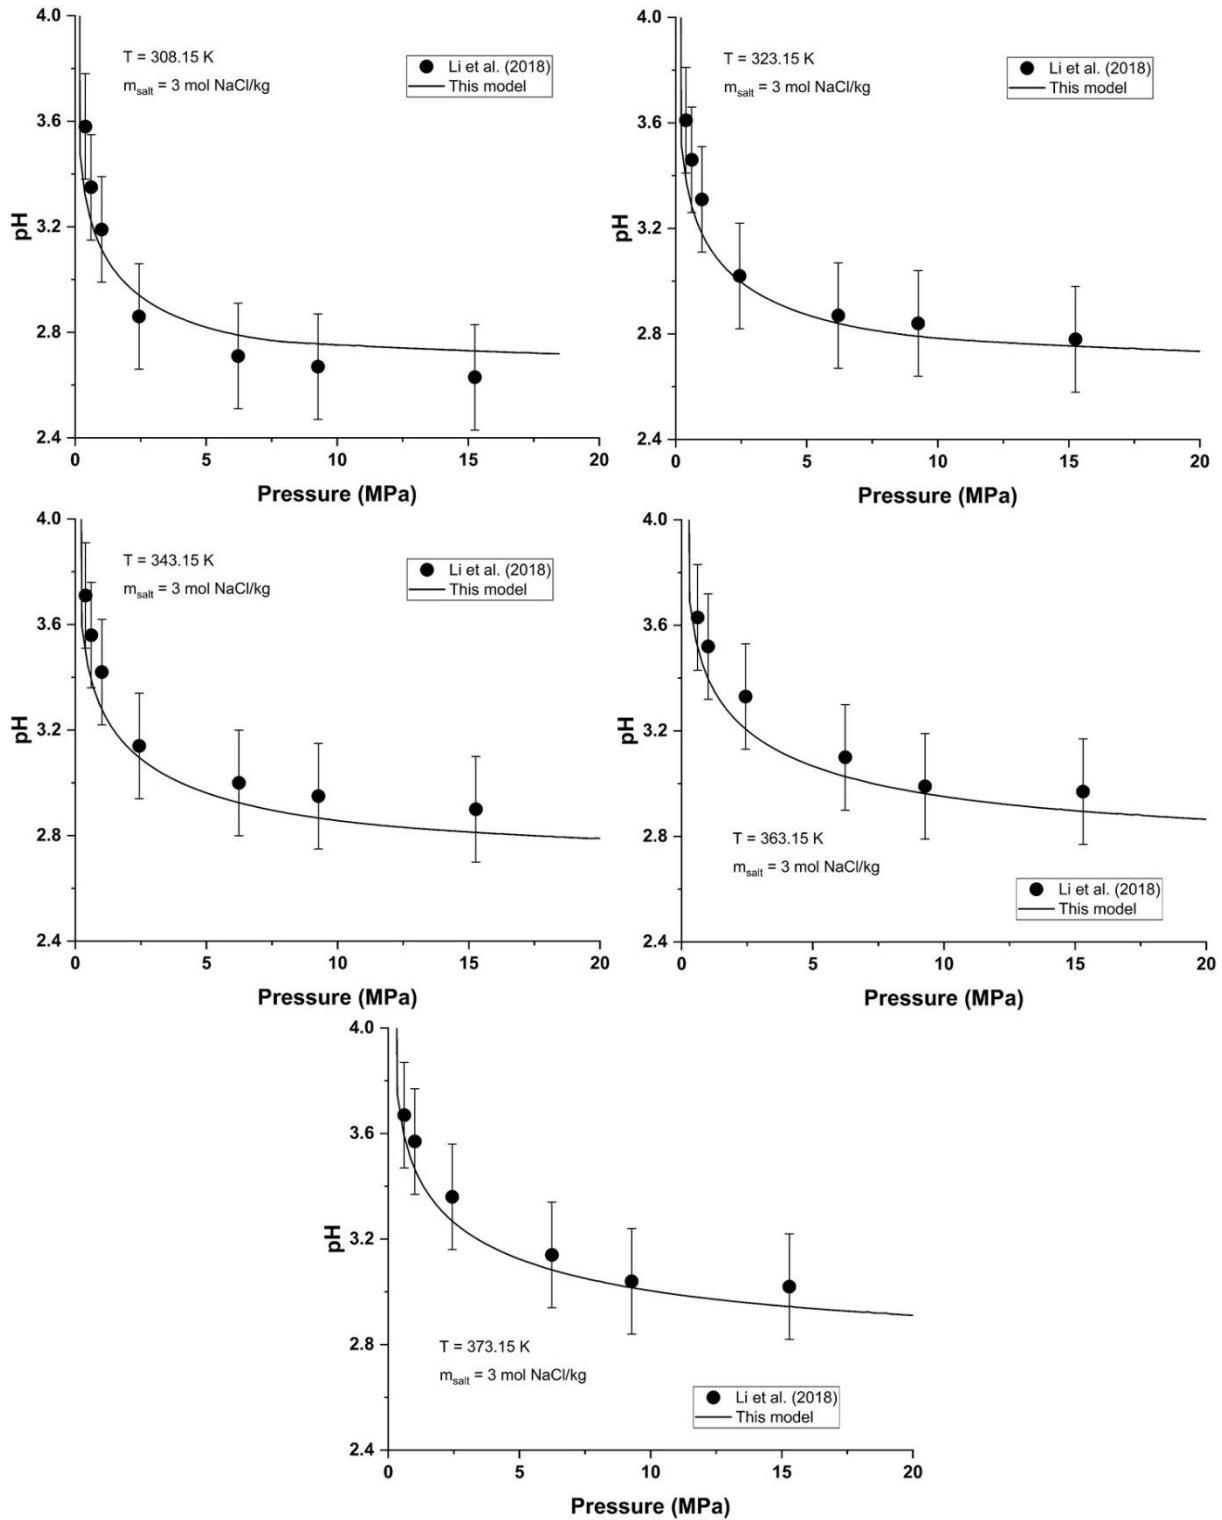 4.0
3.6
3.2
2.8
2.4
pH
T = 308.15 K
m_salt = 3 mol NaCl/kg
Li et al. (2018)
This model
0 5 10 15 20
Pressure (MPa)
4.0
3.6
3.2
2.8
2.4
pH
T = 323.15 K
m_salt = 3 mol NaCl/kg
Li et al. (2018)
This model
0 5 10 15 20
Pressure (MPa)
4.0
3.6
3.2
2.8
2.4
pH
T = 343.15 K
m_salt = 3 mol NaCl/kg
Li et al. (2018)
This model
0 5 10 15 20
Pressure (MPa)
4.0
3.6
3.2
2.8
2.4
pH
T = 363.15 K
m_salt = 3 mol NaCl/kg
Li et al. (2018)
This model
0 5 10 15 20
Pressure (MPa)
4.0
3.6
3.2
2.8
2.4
pH
T = 373.15 K
m_salt = 3 mol NaCl/kg
Li et al. (2018)
This model
0 5 10 15 20
Pressure (MPa)